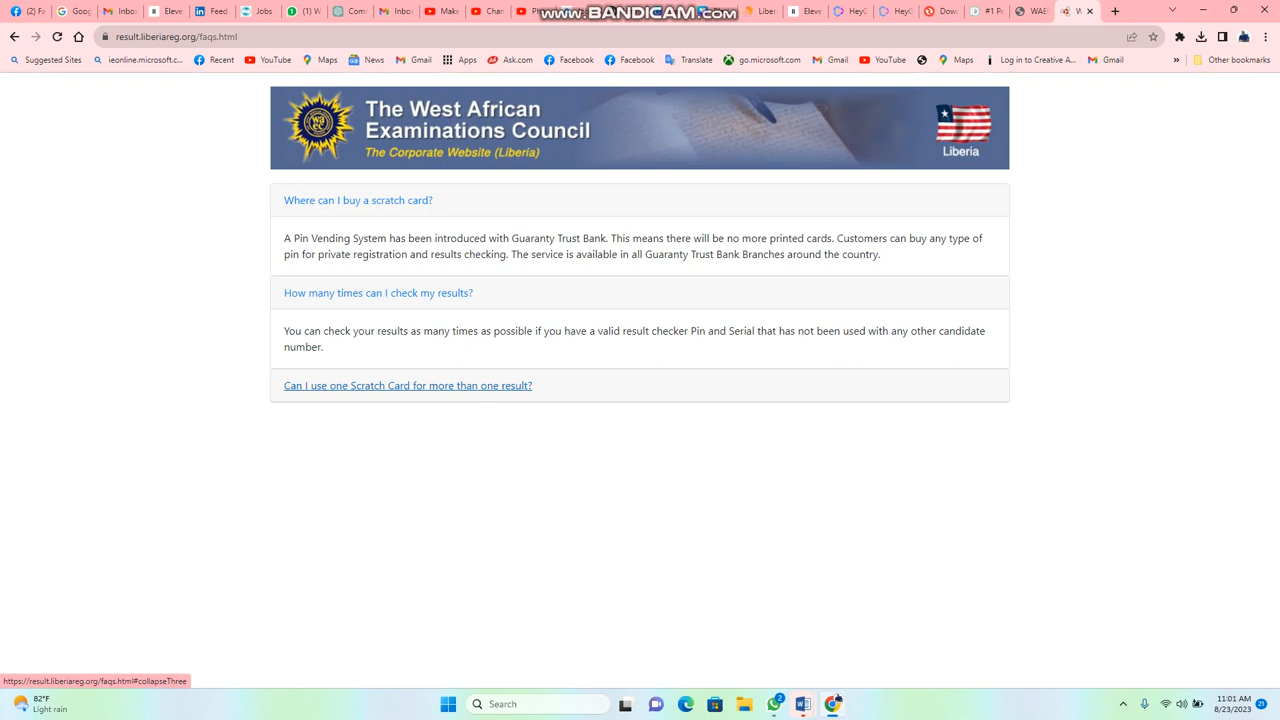 www.BANDICAM.com
result.liberiareg.org/faqs.html
Suggested Sites
ieonline.microsoft.c...
Recent
YouTube
Maps
News
Gmail
Apps
Ask.com
Facebook
Facebook
Translate
go.microsoft.com
Gmail
YouTube
Maps
Log in to Creative A...
Gmail
»
Other bookmarks
The West African
Examinations Council
The Corporate Website (Liberia)
Liberia
Where can I buy a scratch card?
A Pin Vending System has been introduced with Guaranty Trust Bank. This means there will be no more printed cards. Customers can buy any type of
pin for private registration and results checking. The service is available in all Guaranty Trust Bank Branches around the country.
How many times can I check my results?
You can check your results as many times as possible if you have a valid result checker Pin and Serial that has not been used with any other candidate
number.
Can I use one Scratch Card for more than one result?
https://result.liberiareg.org/faqs.html#collapseThree
82°F
Light rain
Search
2
11:01 AM
8/23/2023